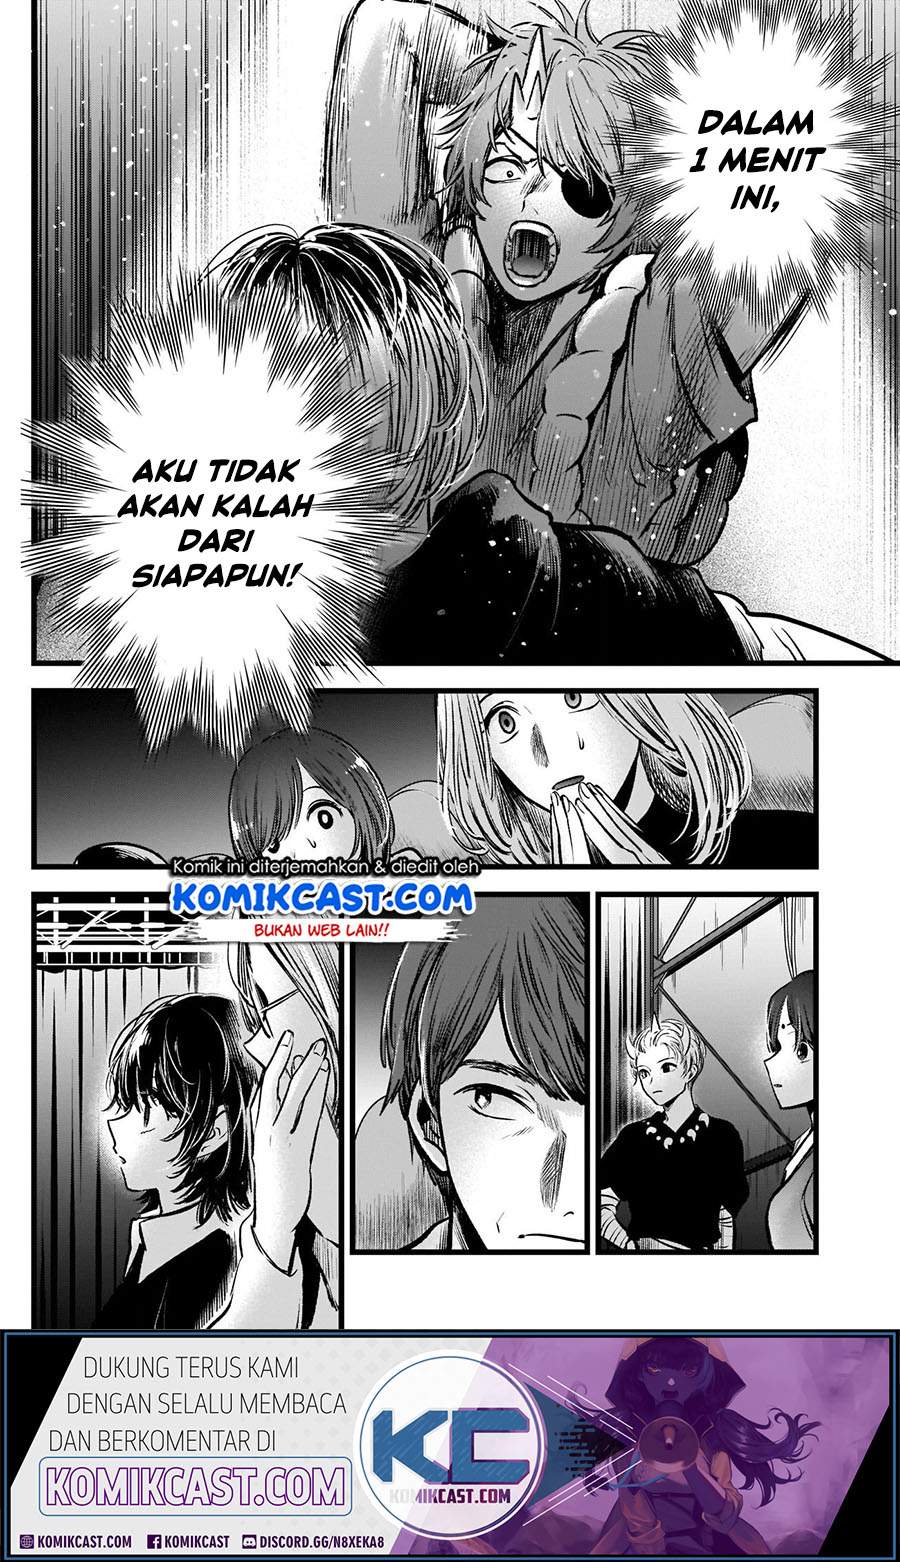 DALAM
1 MENIT
INI,
AKU TIDAK
AKAN KALAH
DARI
SIAPAPUN!
Komik ini diterjemahkan & diedit oleh
KOMIKCAST.COM
BUKAN WEB LAIN!!
DUKUNG TERUS KAMI
DENGAN SELALU MEMBACA
DAN BERKOMENTAR DI
KOMIKCAST.COM
KOMIKCAST.COM
KOMIKCAST
DISCORD.GG/N8XEKA8
KC
KOMIKCAST.COM